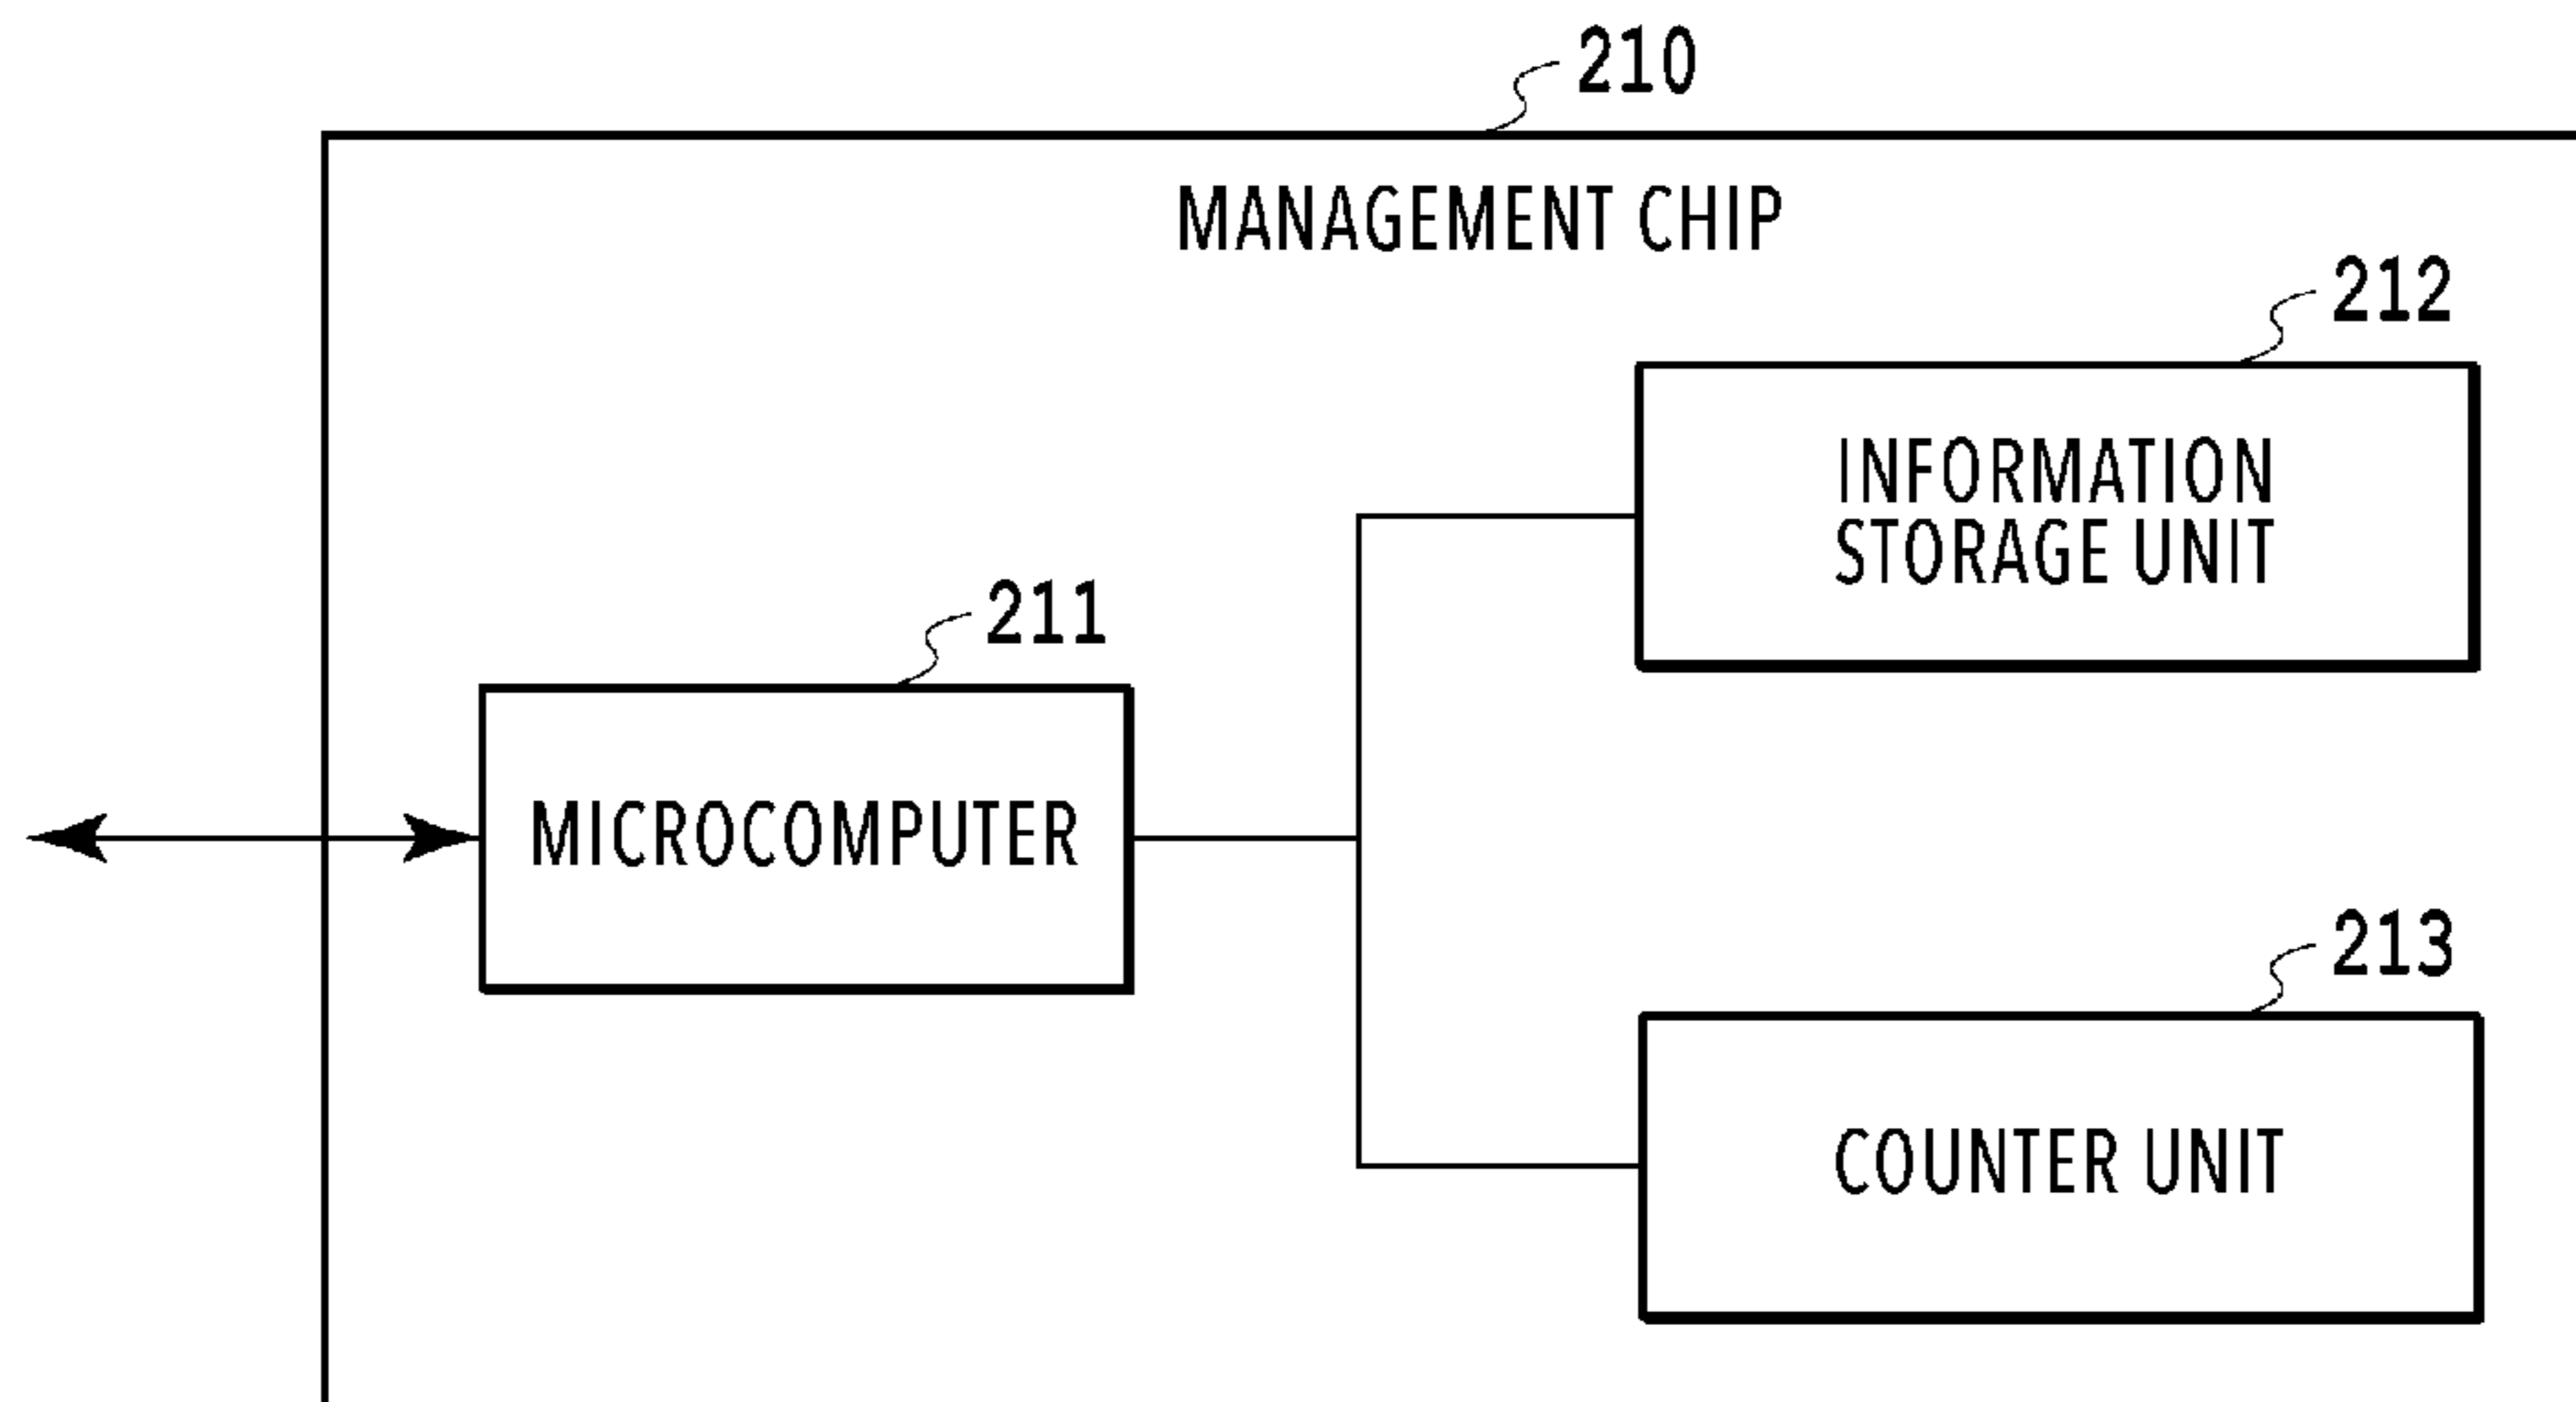 210
MANAGEMENT CHIP
212
INFORMATION
STORAGE UNIT
211
MICROCOMPUTER
213
COUNTER UNIT